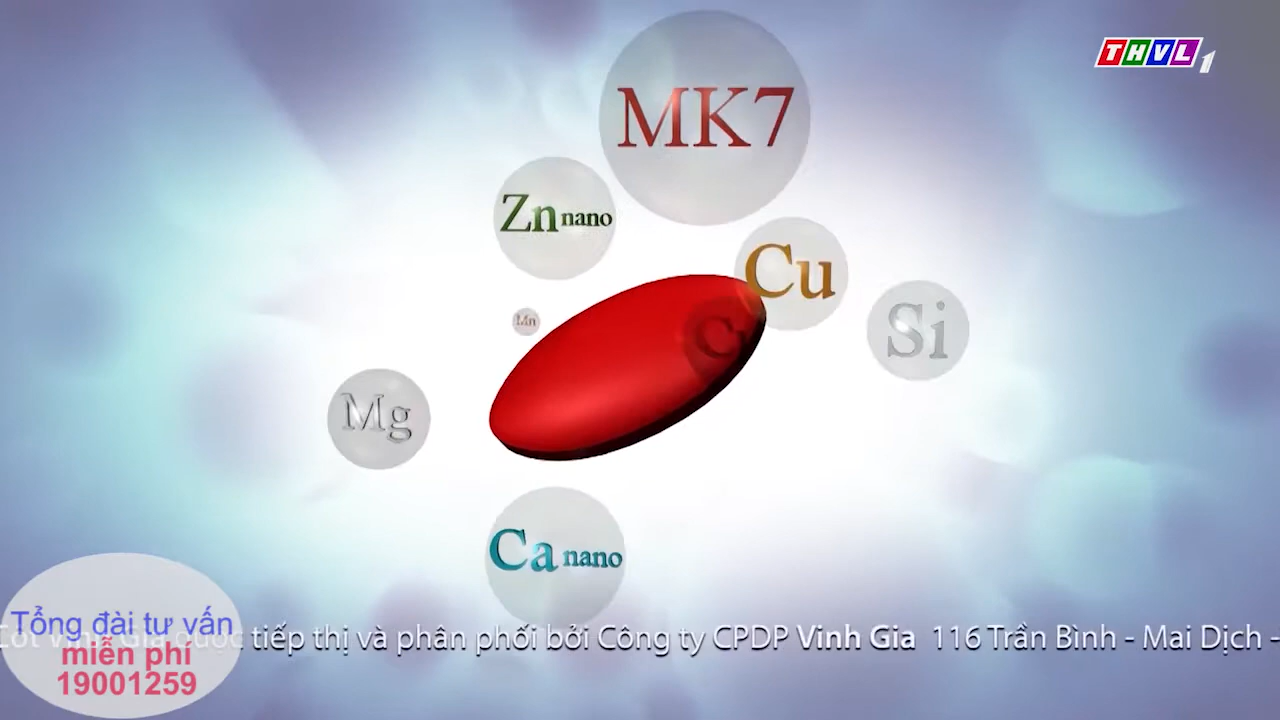 THVL1
MK7
Zn nano
Cu
Mn
Si
Mg
Ca nano
Tổng đài tư vấn
miễn phí
19001259
được tiếp thị và phân phối bởi Công ty CPDP Vinh Gia 116 Trần Bình - Mai Dịch -